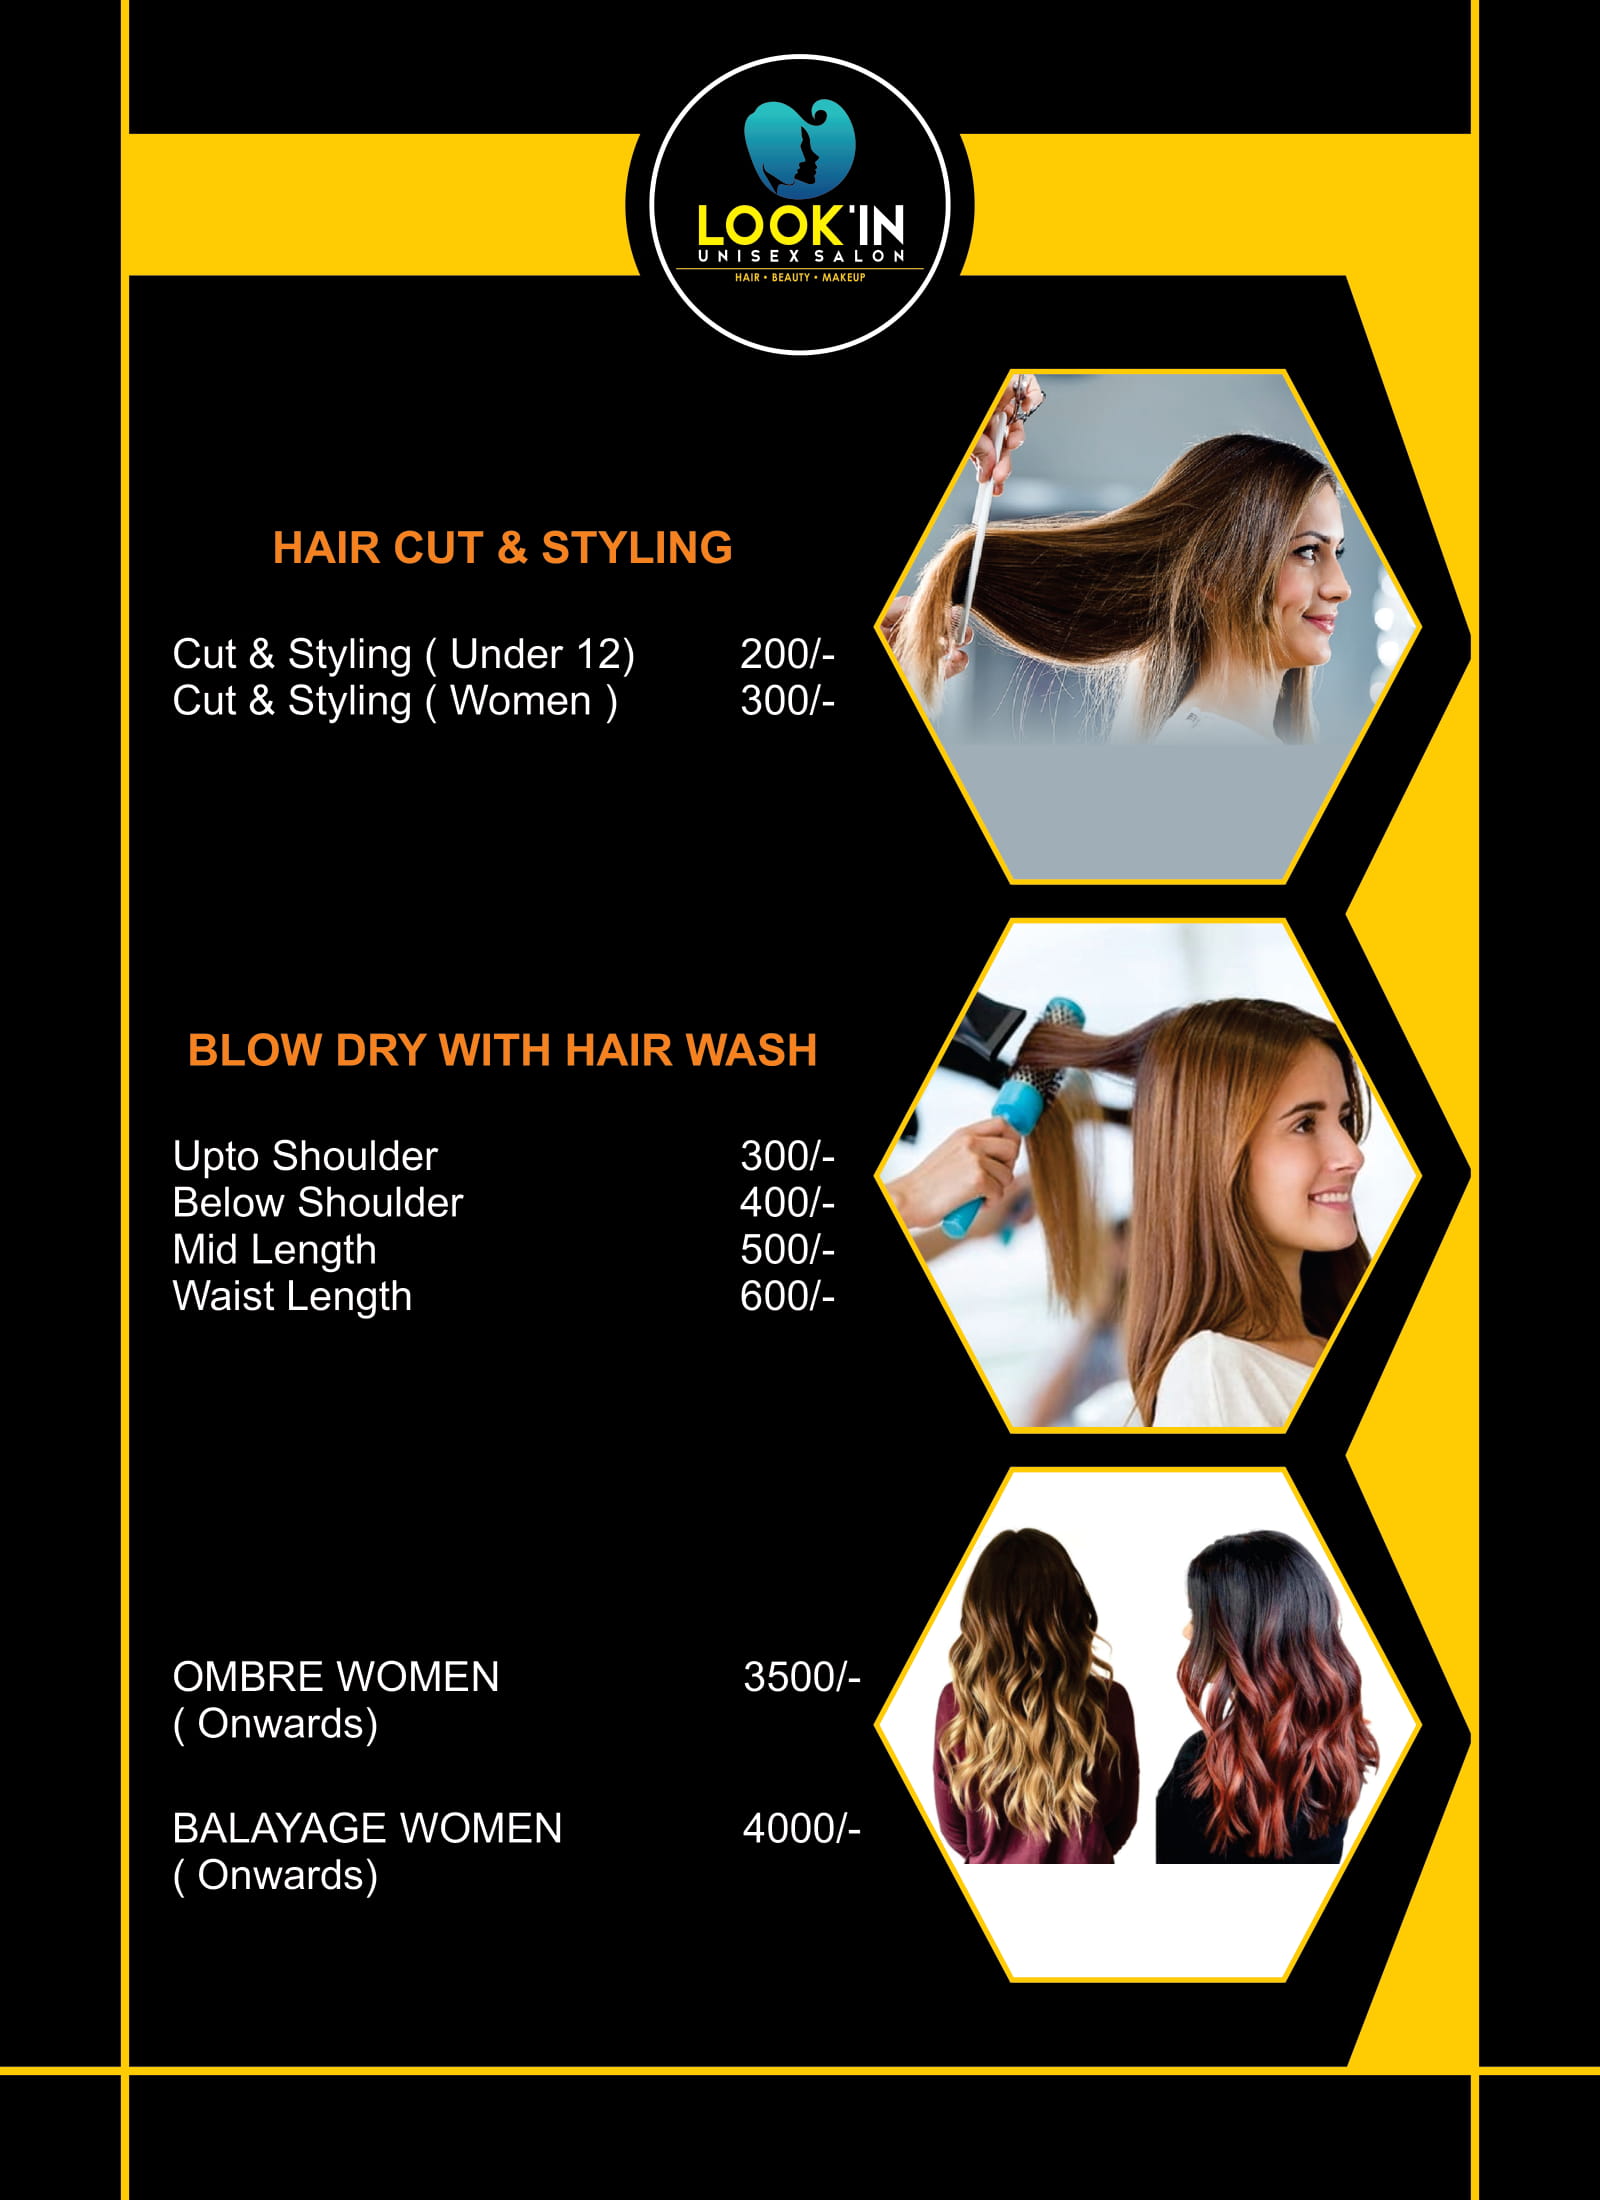 LOOK'IN
UNISEX SALON
HAIR • BEAUTY • MAKEUP
HAIR CUT & STYLING
Cut & Styling ( Under 12) 200/-
Cut & Styling ( Women ) 300/-
BLOW DRY WITH HAIR WASH
Upto Shoulder 300/-
Below Shoulder 400/-
Mid Length 500/-
Waist Length 600/-
OMBRE WOMEN 3500/-
( Onwards)
BALAYAGE WOMEN 4000/-
( Onwards)